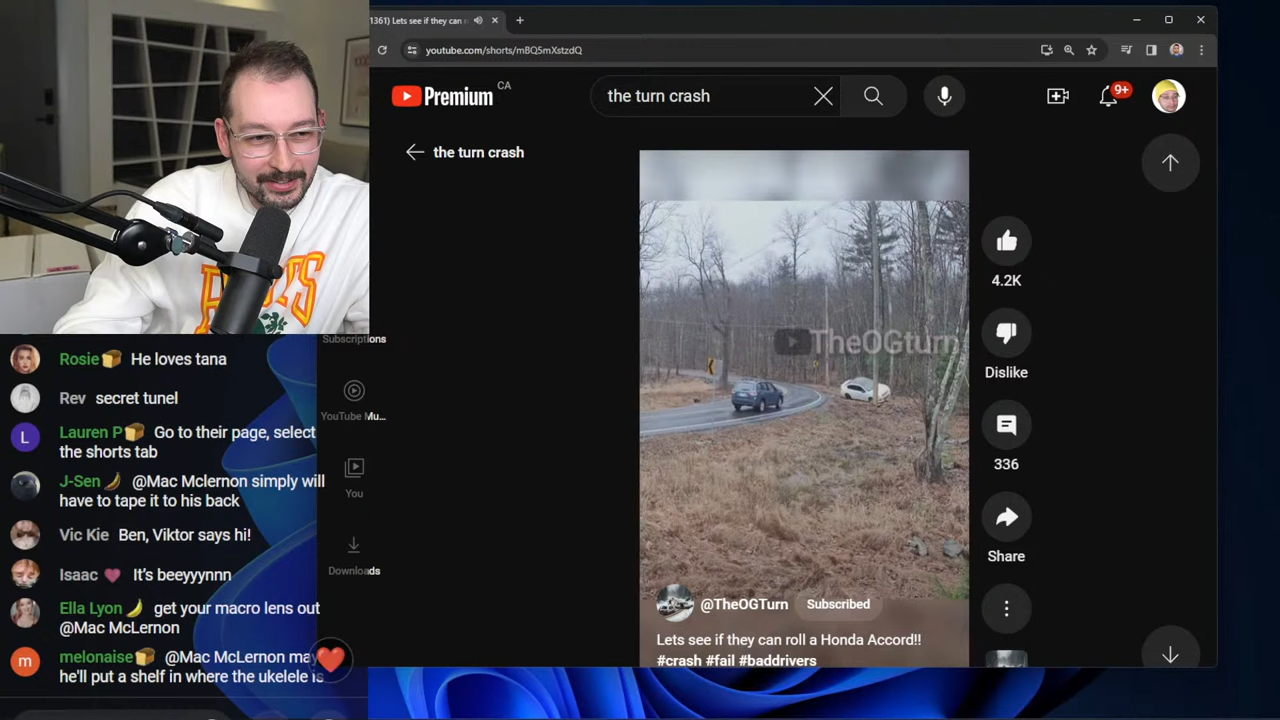 1361) Lets see if they can r
youtube.com/shorts/mBQ5mXstzdQ
Premium CA
the turn crash
9+
the turn crash
TheOGturn
4.2K
Dislike
336
Share
@TheOGTurn Subscribed
Lets see if they can roll a Honda Accord!!
#crash #fail #baddrivers
Subscriptions
YouTube Mu...
You
Downloads
Rosie He loves tana
Rev secret tunel
Lauren P Go to their page, select
the shorts tab
J-Sen @Mac Mclernon simply will
have to tape it to his back
Vic Kie Ben, Viktor says hi!
Isaac It's beeyyynnn
Ella Lyon get your macro lens out
@Mac McLernon
melonaise @Mac McLernon may
he'll put a shelf in where the ukelele is
L
m